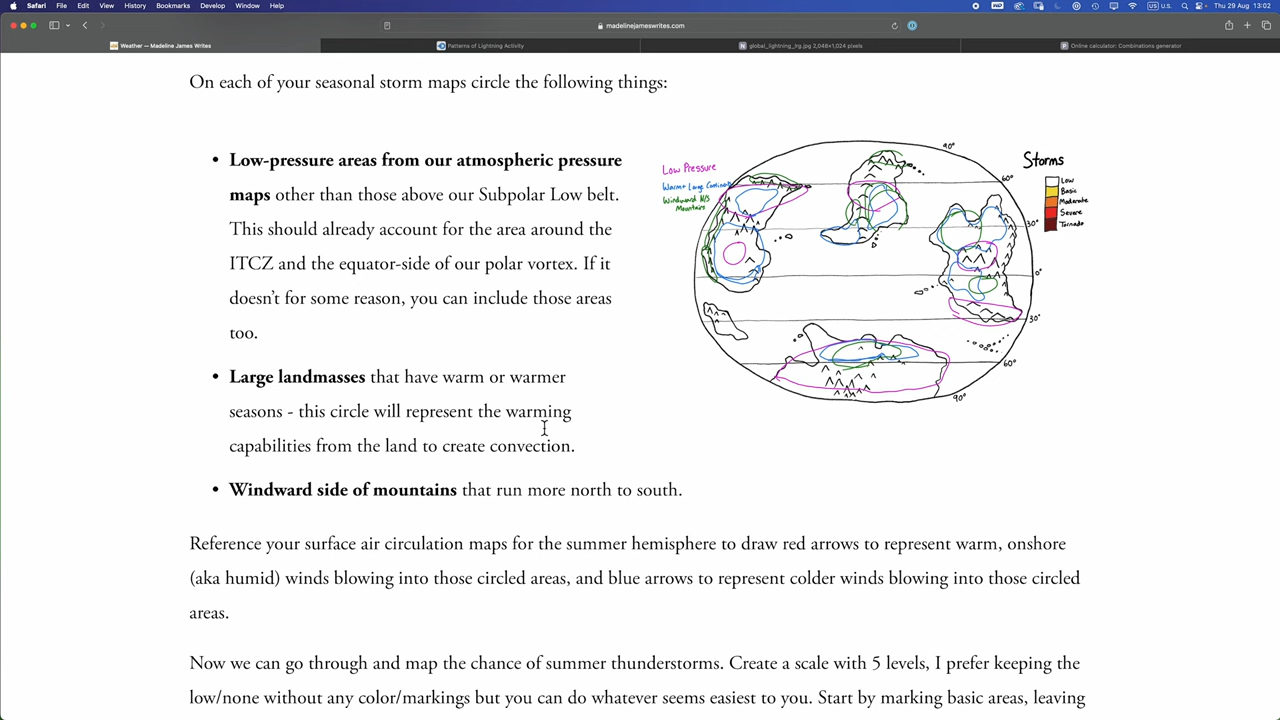 Safari File Edit View History Bookmarks Develop Window Help
U.S. Thu 29 Aug 13:02
madelinejameswrites.com
Weather — Madeline James Writes
Patterns of Lightning Activity
global_lightning_lrg.jpg 2,048×1,024 pixels
Online calculator: Combinations generator
On each of your seasonal storm maps circle the following things:
• Low-pressure areas from our atmospheric pressure
maps other than those above our Subpolar Low belt.
This should already account for the area around the
ITCZ and the equator-side of our polar vortex. If it
doesn't for some reason, you can include those areas
too.
• Large landmasses that have warm or warmer
seasons - this circle will represent the warming
capabilities from the land to create convection.
• Windward side of mountains that run more north to south.
Low Pressure
Warm + Large Continents
Windward N/S
Mountains
90°
60°
30°
0°
30°
60°
90°
Storms
Low
Basic
Moderate
Severe
Tornado
Reference your surface air circulation maps for the summer hemisphere to draw red arrows to represent warm, onshore
(aka humid) winds blowing into those circled areas, and blue arrows to represent colder winds blowing into those circled
areas.
Now we can go through and map the chance of summer thunderstorms. Create a scale with 5 levels, I prefer keeping the
low/none without any color/markings but you can do whatever seems easiest to you. Start by marking basic areas, leaving